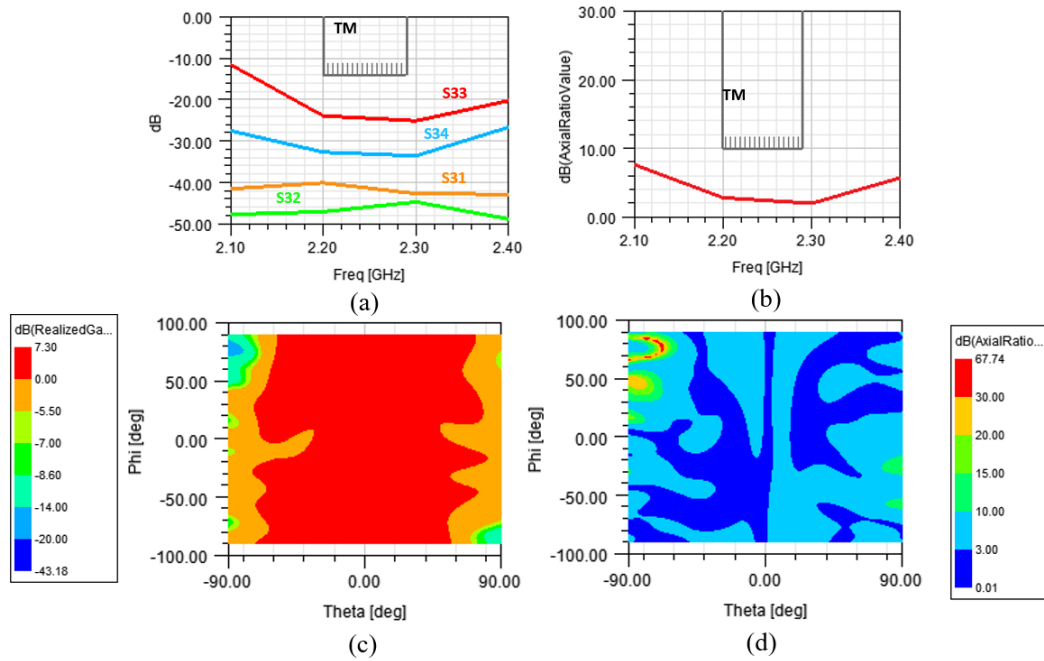 0.00
-10.00
-20.00
-30.00
-40.00
-50.00
dB
TM
S33
S34
S31
S32
2.10 2.20 2.30 2.40
Freq [GHz]
(a)
30.00
20.00
10.00
0.00
dB(AxialRatioValue)
TM
2.10 2.20 2.30 2.40
Freq [GHz]
(b)
dB(RealizedGa...
7.30
0.00
-5.50
-7.00
-8.60
-14.00
-20.00
-43.18
100.00
50.00
0.00
-50.00
-100.00
Phi [deg]
-90.00 0.00 90.00
Theta [deg]
(c)
100.00
50.00
0.00
-50.00
-100.00
Phi [deg]
-90.00 0.00 90.00
Theta [deg]
(d)
dB(AxialRatio...
67.74
30.00
20.00
15.00
10.00
3.00
0.01